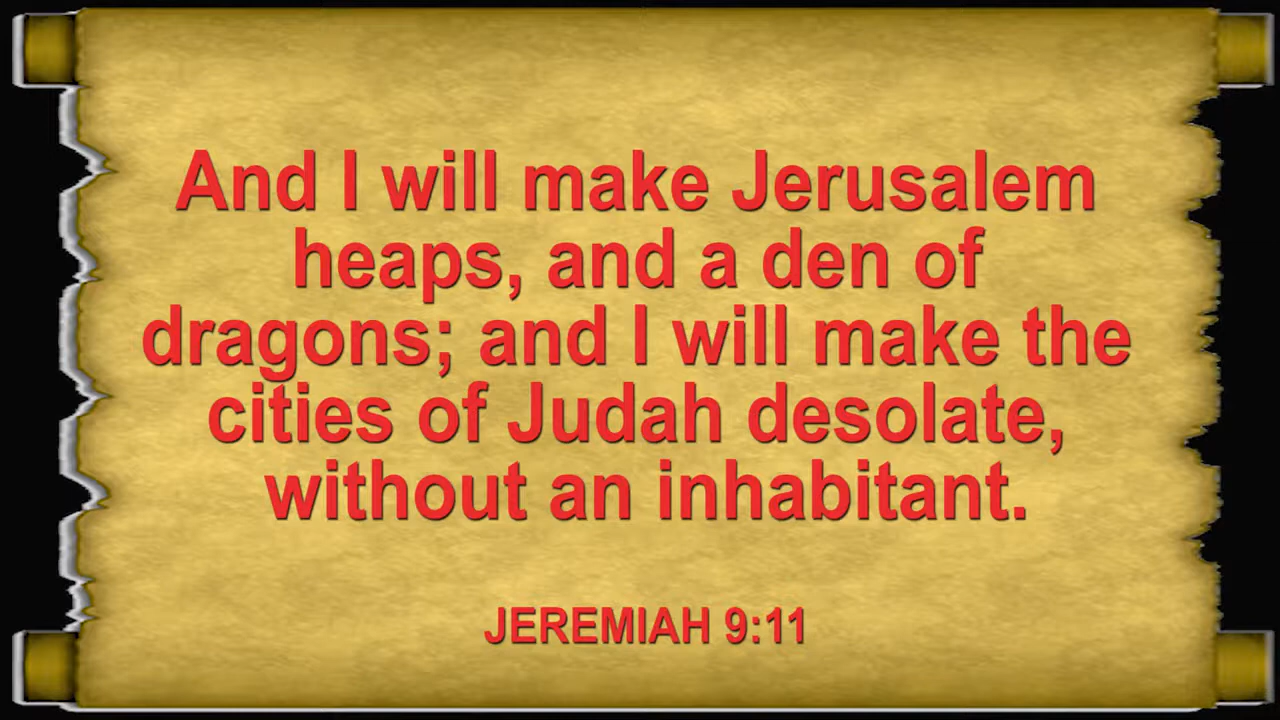 And I will make Jerusalem
heaps, and a den of
dragons; and I will make the
cities of Judah desolate,
without an inhabitant.
JEREMIAH 9:11